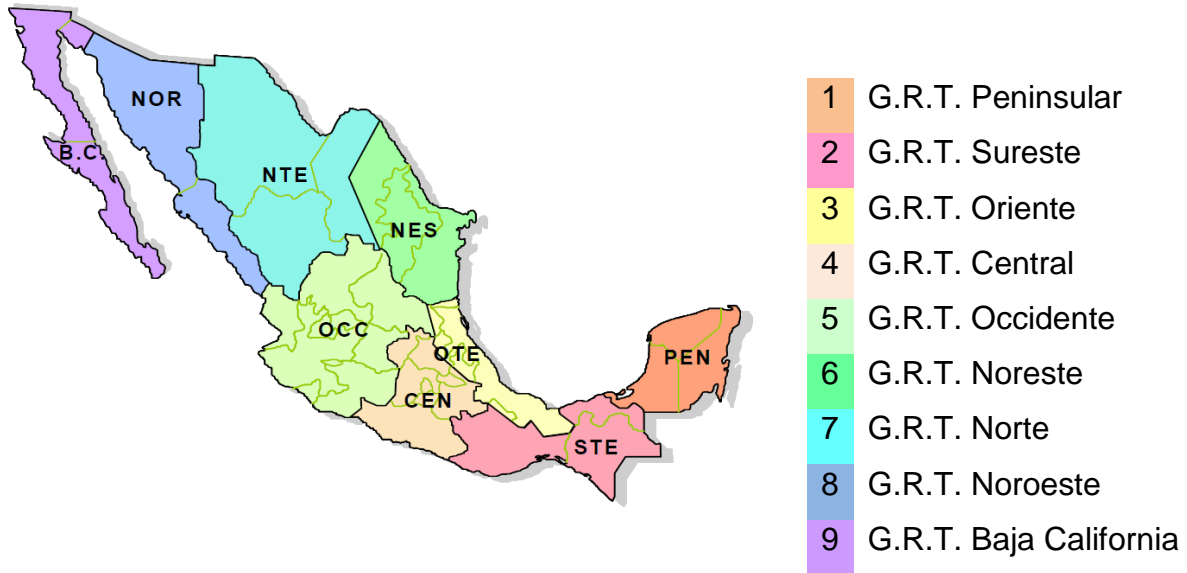 NOR
B.C.
NTE
NES
OCC
OTE
CEN
STE
PEN
1 G.R.T. Peninsular
2 G.R.T. Sureste
3 G.R.T. Oriente
4 G.R.T. Central
5 G.R.T. Occidente
6 G.R.T. Noreste
7 G.R.T. Norte
8 G.R.T. Noroeste
9 G.R.T. Baja California